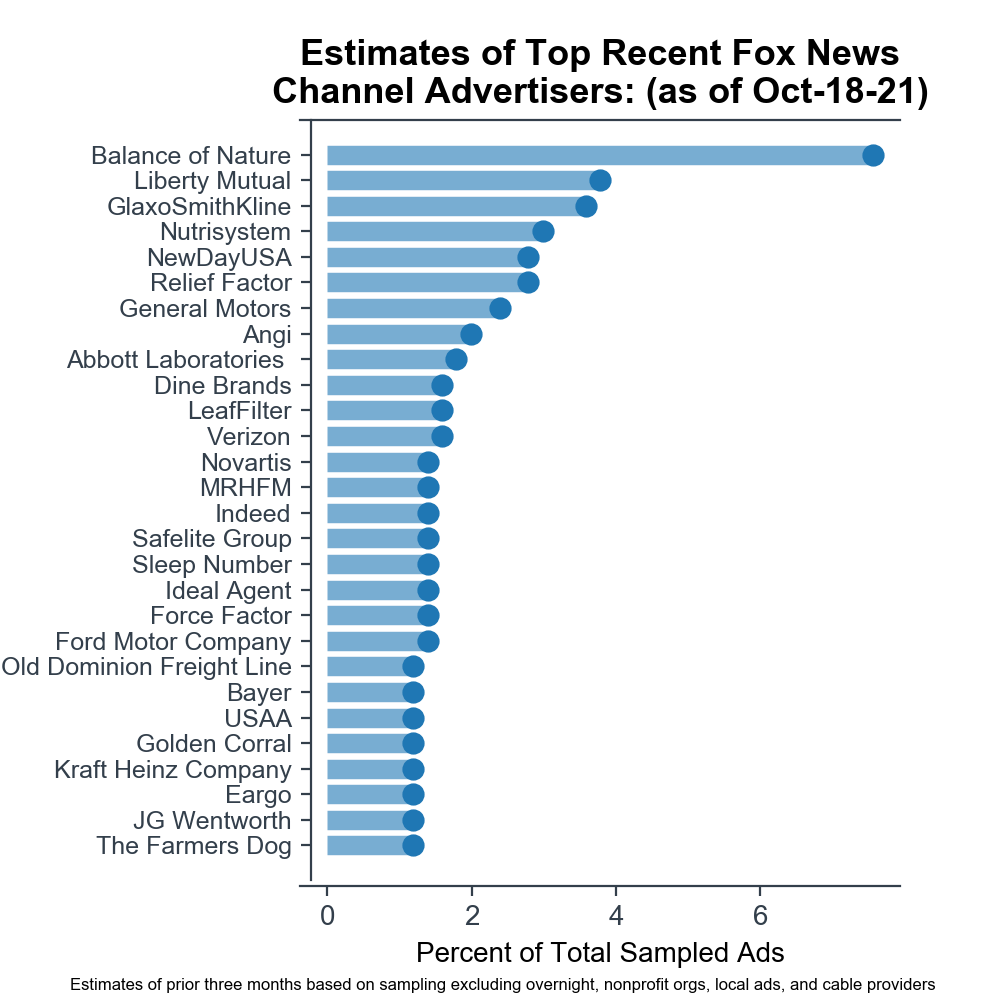 Estimates of Top Recent Fox News
Channel Advertisers: (as of Oct-18-21)
Balance of Nature
Liberty Mutual
GlaxoSmithKline
Nutrisystem
NewDayUSA
Relief Factor
General Motors
Angi
Abbott Laboratories
Dine Brands
LeafFilter
Verizon
Novartis
MRHFM
Indeed
Safelite Group
Sleep Number
Ideal Agent
Force Factor
Ford Motor Company
Old Dominion Freight Line
Bayer
USAA
Golden Corral
Kraft Heinz Company
Eargo
JG Wentworth
The Farmers Dog
0 2 4 6
Percent of Total Sampled Ads
Estimates of prior three months based on sampling excluding overnight, nonprofit orgs, local ads, and cable providers